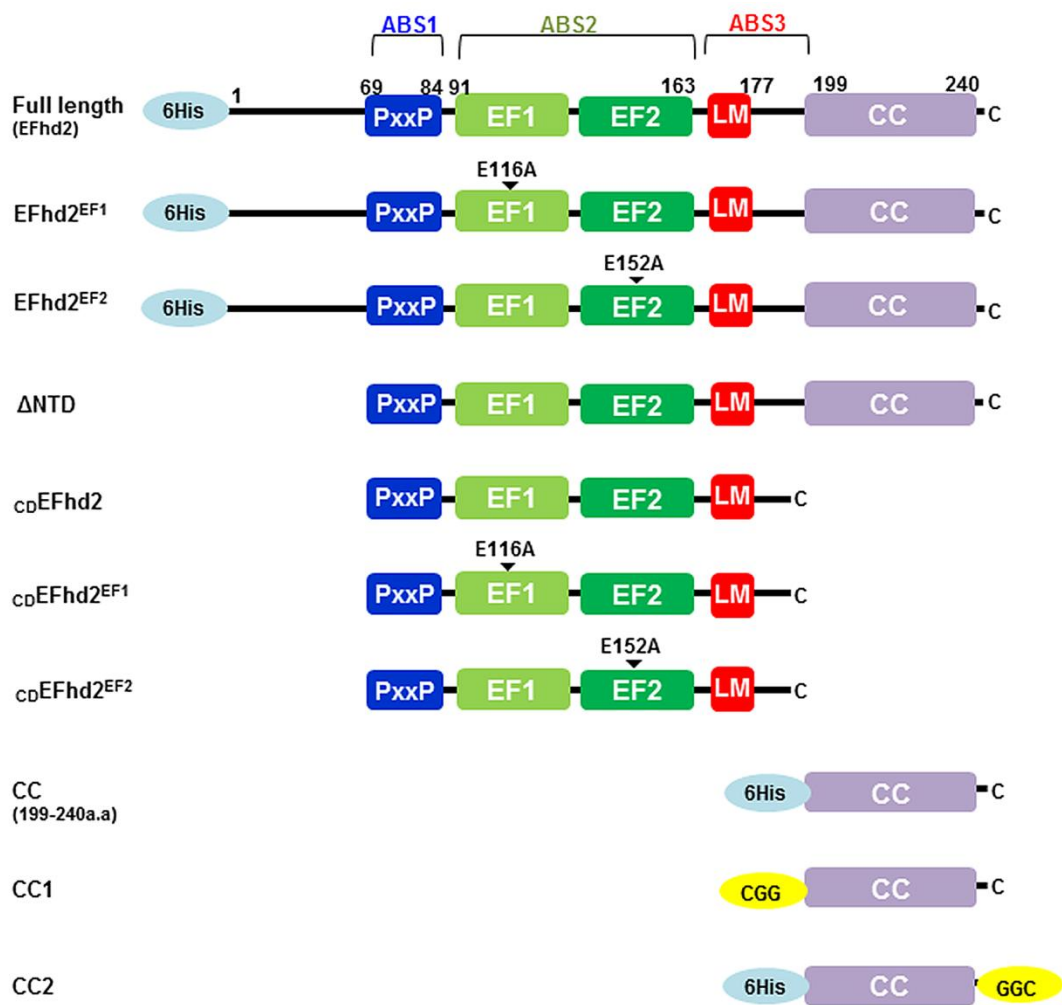 ABS1 ABS2 ABS3
69 84 91 163 177 199 240
Full length 6His 1 PxxP EF1 EF2 LM CC C
(EFhd2)
E116A
EFhd2EF1 6His PxxP EF1 EF2 LM CC C
E152A
EFhd2EF2 6His PxxP EF1 EF2 LM CC C
ΔNTD PxxP EF1 EF2 LM CC C
CDEFhd2 PxxP EF1 EF2 LM C
E116A
CDEFhd2EF1 PxxP EF1 EF2 LM C
E152A
CDEFhd2EF2 PxxP EF1 EF2 LM C
CC 6His CC C
(199-240a.a)
CC1 CGG CC C
CC2 6His CC GGC